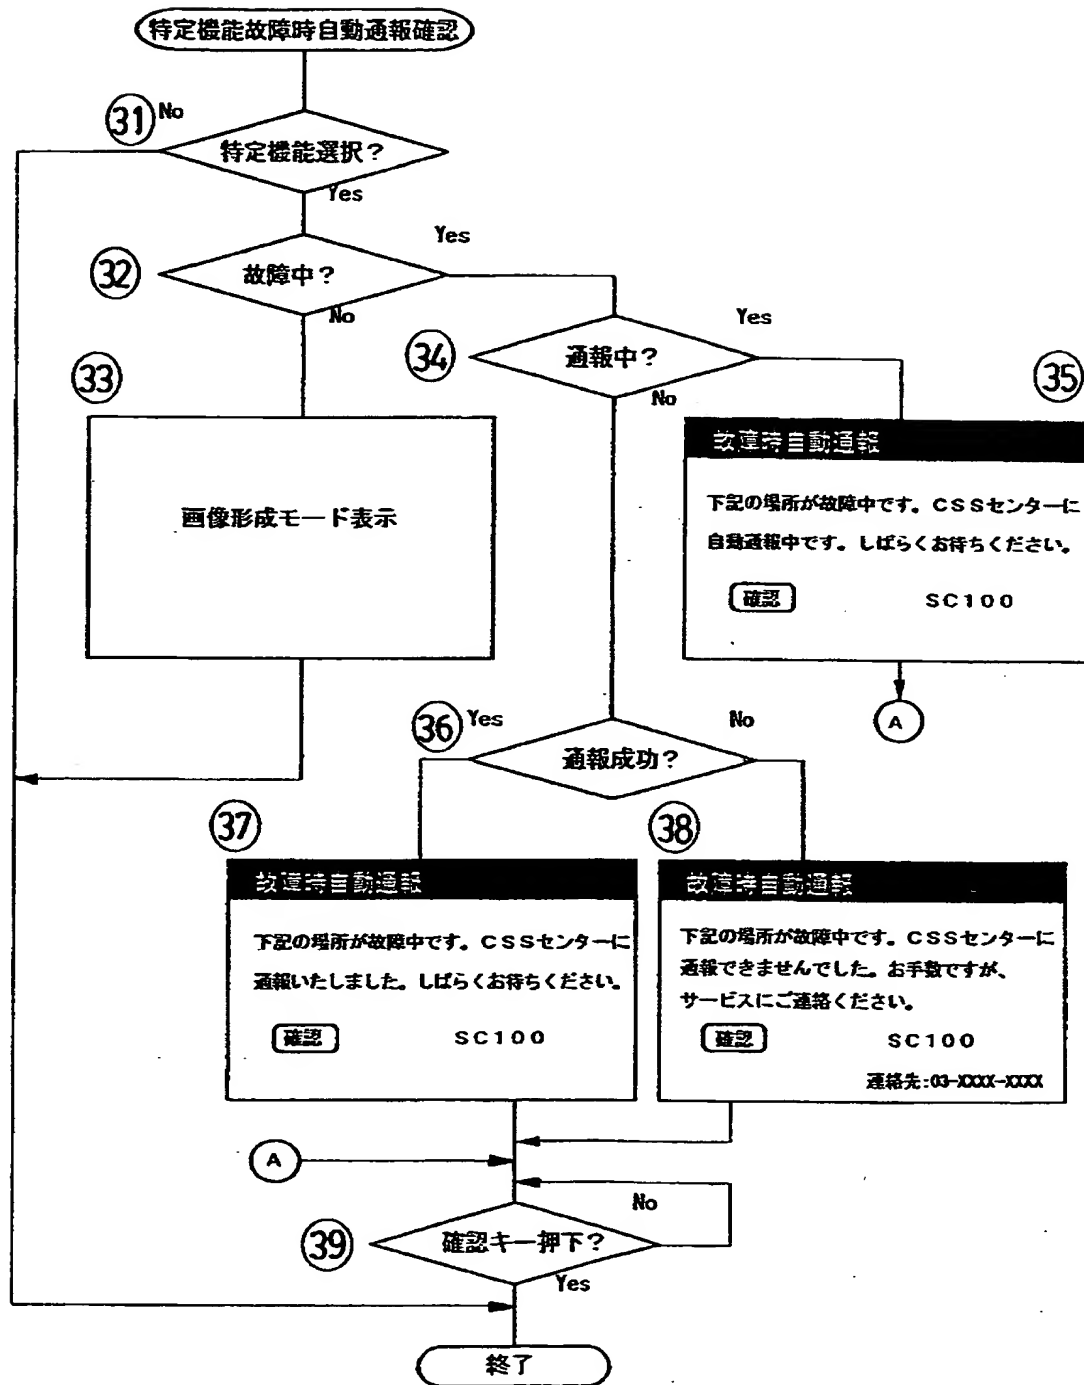 特定機能故障時自動通報確認
31 No
特定機能選択？
Yes
32
故障中？
Yes
No
33
画像形成モード表示
34
通報中？
Yes
No
35
故障時自動通報
下記の場所が故障中です。CSSセンターに
自動通報中です。しばらくお待ちください。
確認 SC100
A
36 Yes
通報成功？
No
37
故障時自動通報
下記の場所が故障中です。CSSセンターに
通報いたしました。しばらくお待ちください。
確認 SC100
38
故障時自動通報
下記の場所が故障中です。CSSセンターに
通報できませんでした。お手数ですが、
サービスにご連絡ください。
確認 SC100
連絡先:03-XXXX-XXXX
A
39
確認キー押下？
No
Yes
終了